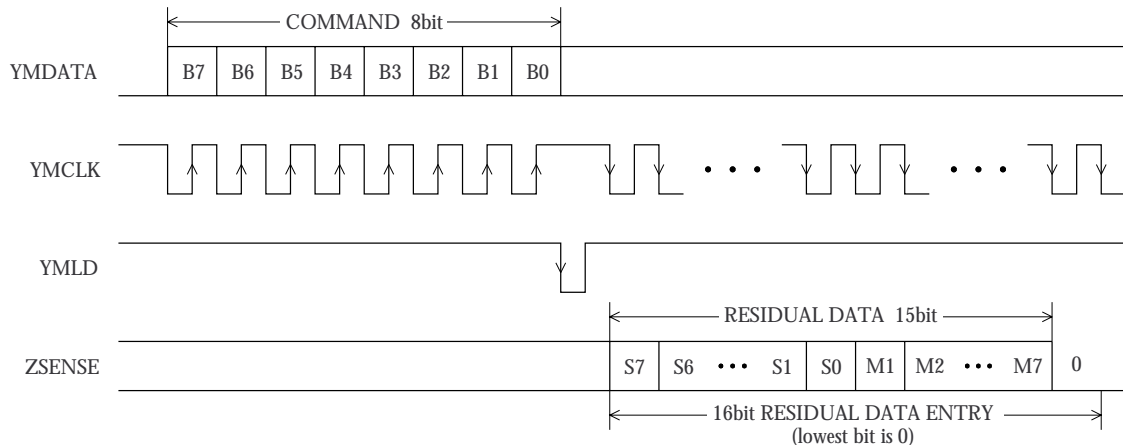 COMMAND 8bit
YMDATA B7 B6 B5 B4 B3 B2 B1 B0
YMCLK
YMLD
RESIDUAL DATA 15bit
ZSENSE S7 S6 ••• S1 S0 M1 M2 ••• M7 0
16bit RESIDUAL DATA ENTRY
(lowest bit is 0)